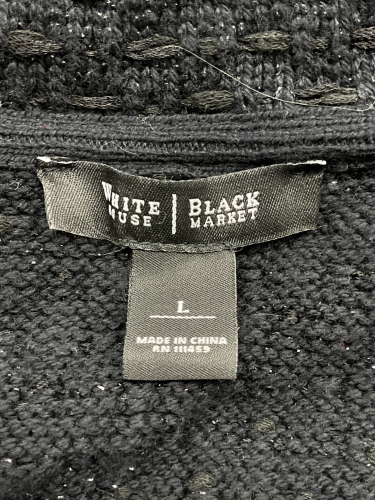 WHITE | BLACK
HOUSE | MARKET
L
MADE IN CHINA
RN 111459